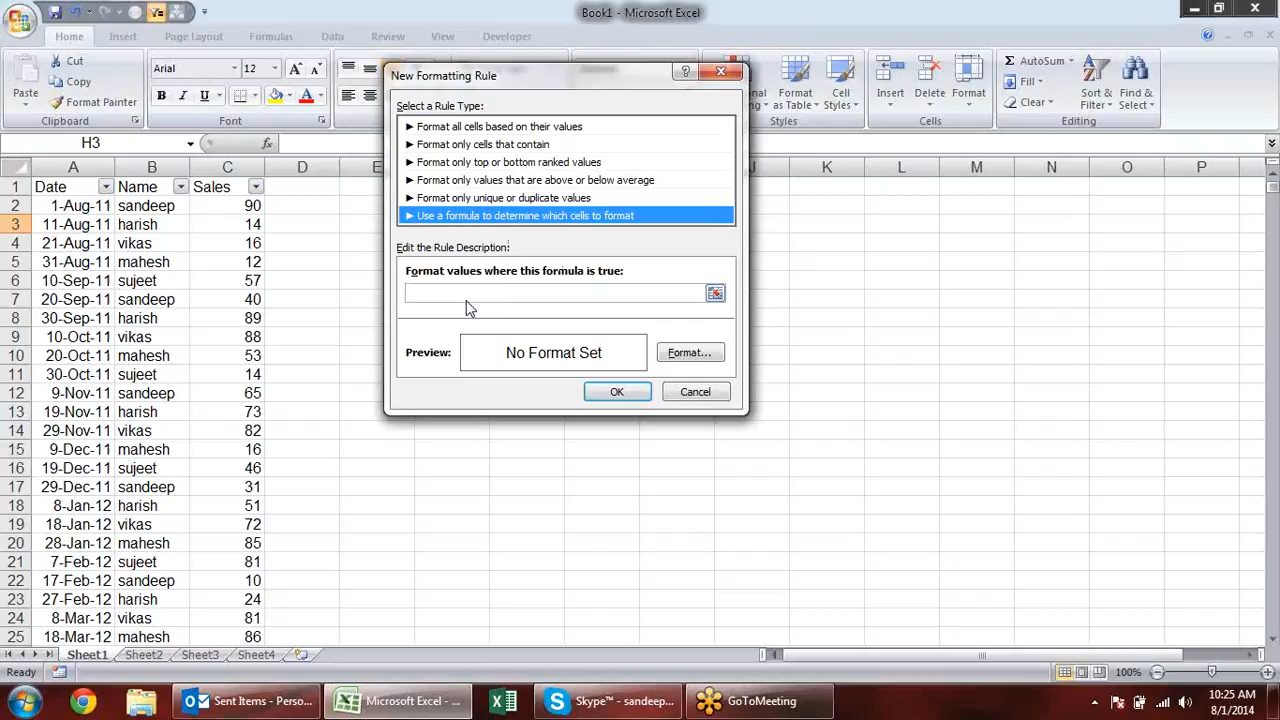 Book1 - Microsoft Excel
Home Insert Page Layout Formulas Data Review View Developer
Paste
Cut
Copy
Format Painter
Clipboard
Arial 12
B I U
Font
New Formatting Rule
Select a Rule Type:
► Format all cells based on their values
► Format only cells that contain
► Format only top or bottom ranked values
► Format only values that are above or below average
► Format only unique or duplicate values
► Use a formula to determine which cells to format
Edit the Rule Description:
Format values where this formula is true:
Preview:
No Format Set
Format...
OK
Cancel
Format as Table
Cell Styles
Styles
Insert Delete Format
Cells
Σ AutoSum
Fill
Clear
Sort & Filter
Find & Select
Editing
H3
fx
A B C D E J K L M N O P
1 Date Name Sales
2 1-Aug-11 sandeep 90
3 11-Aug-11 harish 14
4 21-Aug-11 vikas 16
5 31-Aug-11 mahesh 12
6 10-Sep-11 sujeet 57
7 20-Sep-11 sandeep 40
8 30-Sep-11 harish 89
9 10-Oct-11 vikas 88
10 20-Oct-11 mahesh 53
11 30-Oct-11 sujeet 14
12 9-Nov-11 sandeep 65
13 19-Nov-11 harish 73
14 29-Nov-11 vikas 82
15 9-Dec-11 mahesh 16
16 19-Dec-11 sujeet 46
17 29-Dec-11 sandeep 31
18 8-Jan-12 harish 51
19 18-Jan-12 vikas 72
20 28-Jan-12 mahesh 85
21 7-Feb-12 sujeet 81
22 17-Feb-12 sandeep 10
23 27-Feb-12 harish 24
24 8-Mar-12 vikas 81
25 18-Mar-12 mahesh 86
Sheet1 Sheet2 Sheet3 Sheet4
Ready
100%
Sent Items - Perso...
Microsoft Excel - ...
Skype™ - sandeep...
GoToMeeting
10:25 AM
8/1/2014